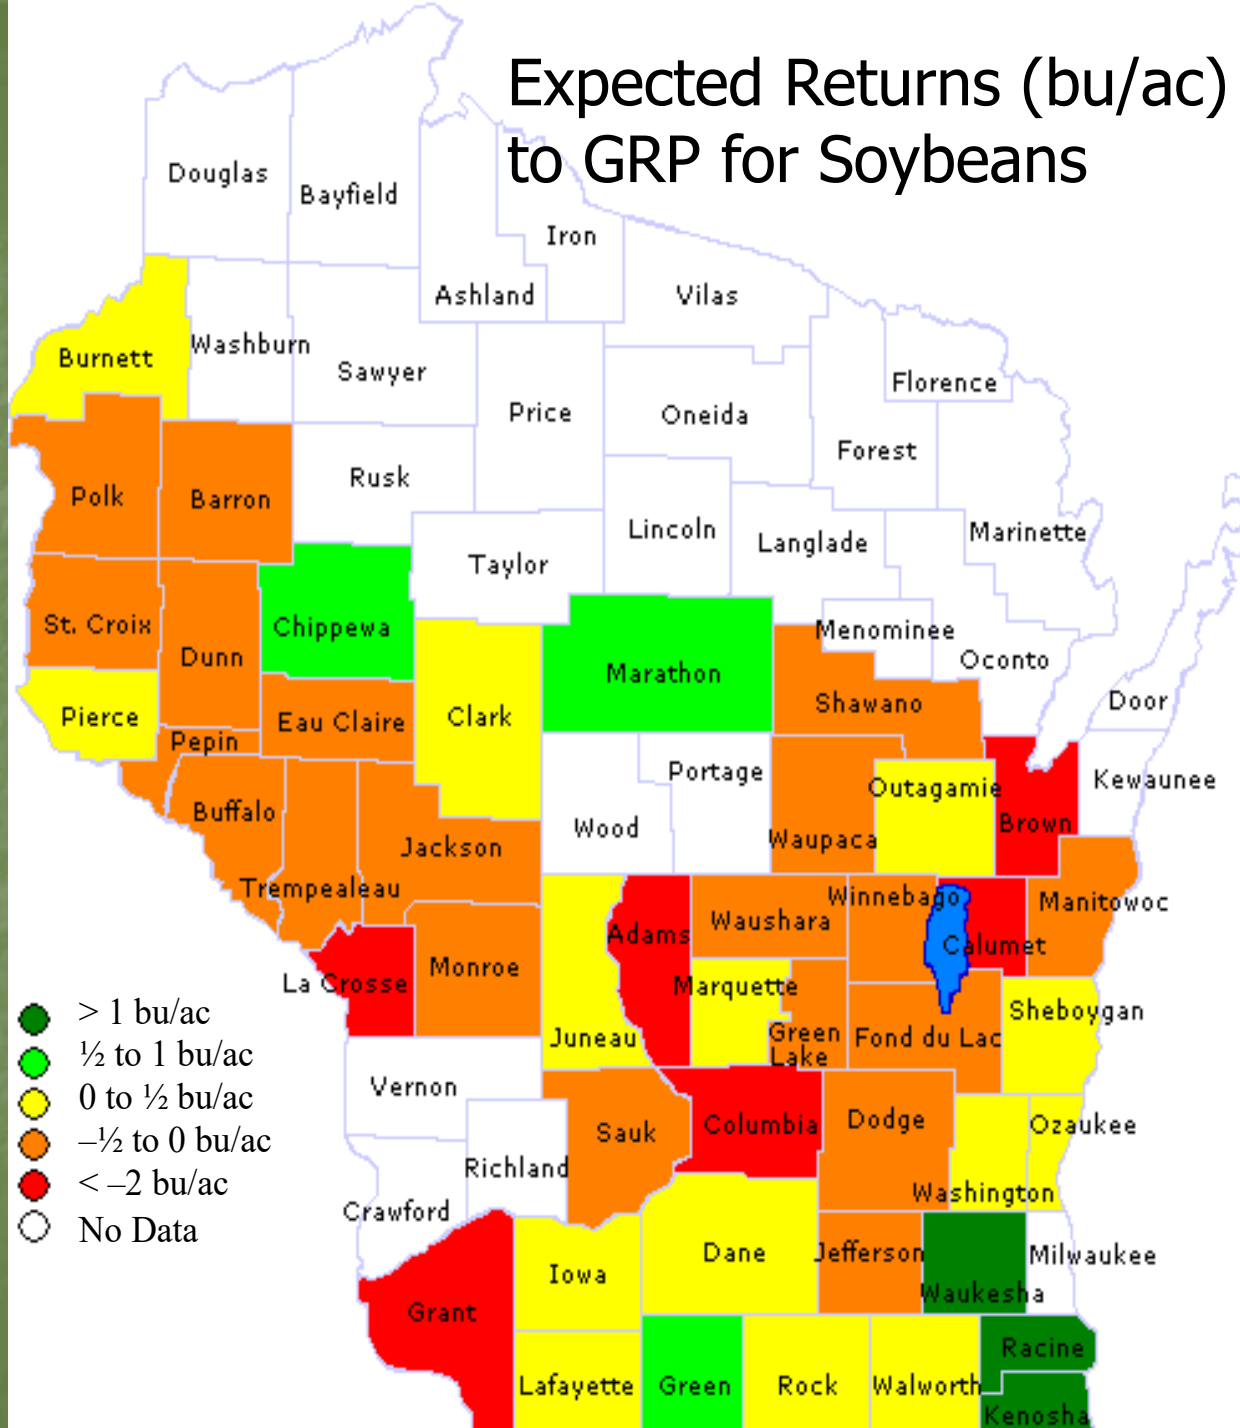 Expected Returns (bu/ac)
to GRP for Soybeans
Douglas
Bayfield
Iron
Ashland
Vilas
Washburn
Burnett
Sawyer
Florence
Price
Oneida
Forest
Rusk
Polk
Barron
Lincoln
Langlade
Marinette
Taylor
St. Croix
Chippewa
Menominee
Dunn
Oconto
Marathon
Door
Shawano
Pierce
Clark
Eau Claire
Pepin
Portage
Kewaunee
Outagamie
Buffalo
Wood
Brown
Waupaca
Jackson
Trempealeau
Winnebago
Manitowoc
Waushara
Adams
Calumet
Monroe
La Crosse
Marquette
Sheboygan
Juneau
Green
Lake
Fond du Lac
> 1 bu/ac
½ to 1 bu/ac
0 to ½ bu/ac
–½ to 0 bu/ac
< –2 bu/ac
No Data
Vernon
Columbia
Dodge
Ozaukee
Sauk
Richland
Washington
Crawford
Dane
Jefferson
Milwaukee
Iowa
Waukesha
Grant
Racine
Lafayette
Green
Rock
Walworth
Kenosha